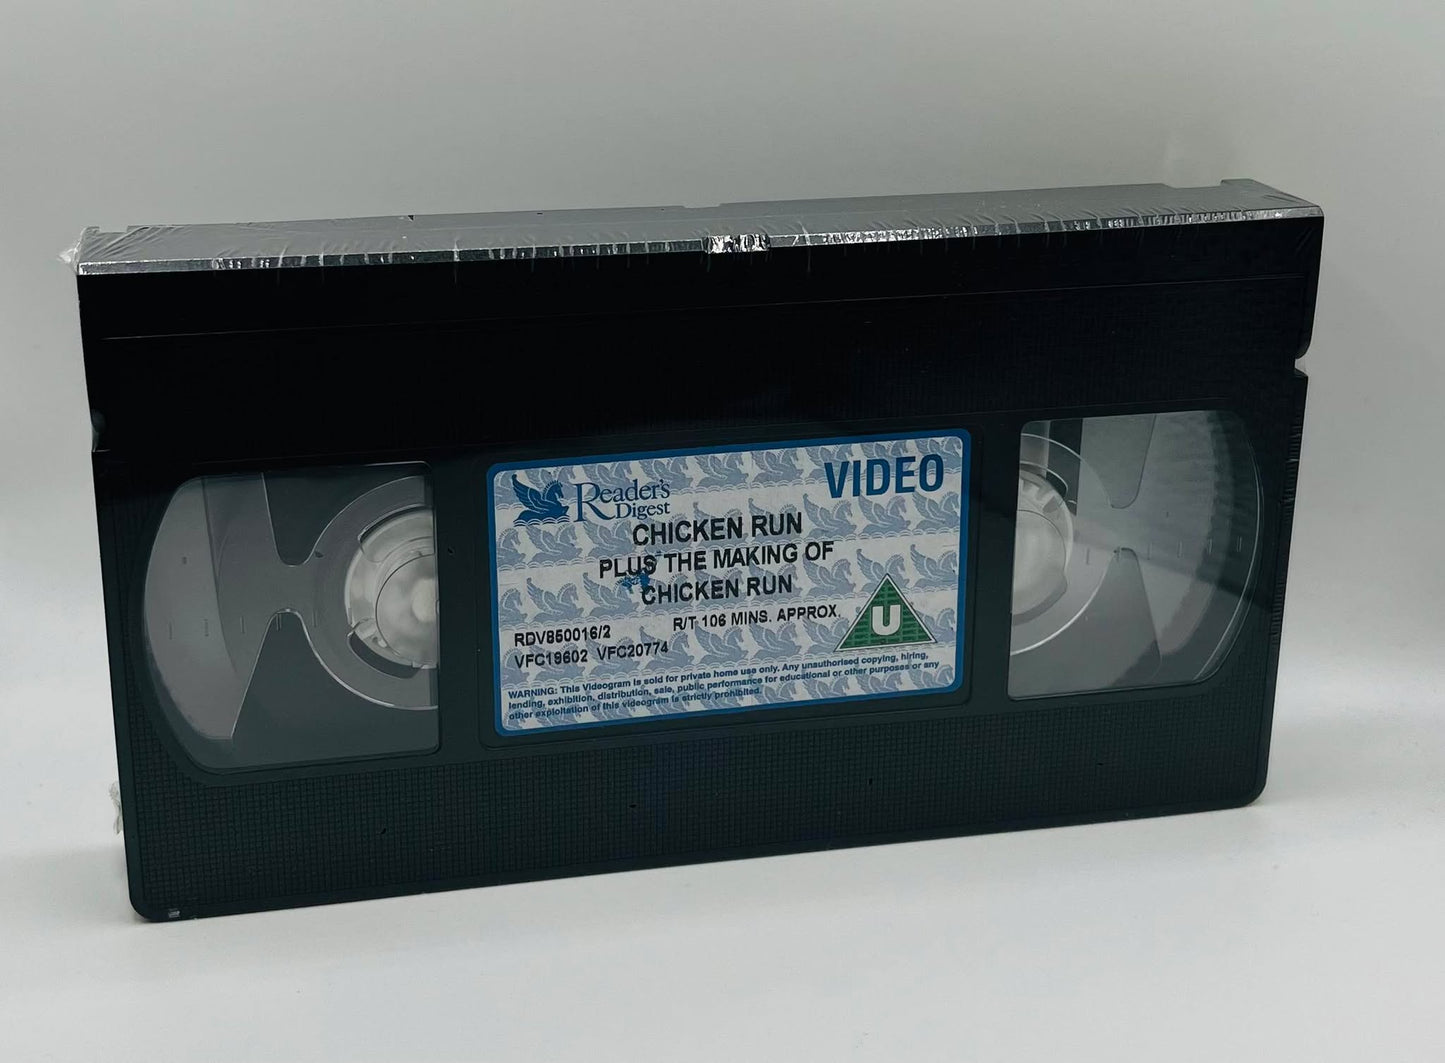 Reader's
Digest
VIDEO
CHICKEN RUN
PLUS THE MAKING OF
CHICKEN RUN
R/T 106 MINS. APPROX.
U
RDV850016/2
VFC19602 VFC20774
WARNING: This Videogram is sold for private home use only. Any unauthorised copying, hiring,
lending, exhibition, distribution, sale, public performance for educational or other purposes or any
other exploitation of this videogram is strictly prohibited.